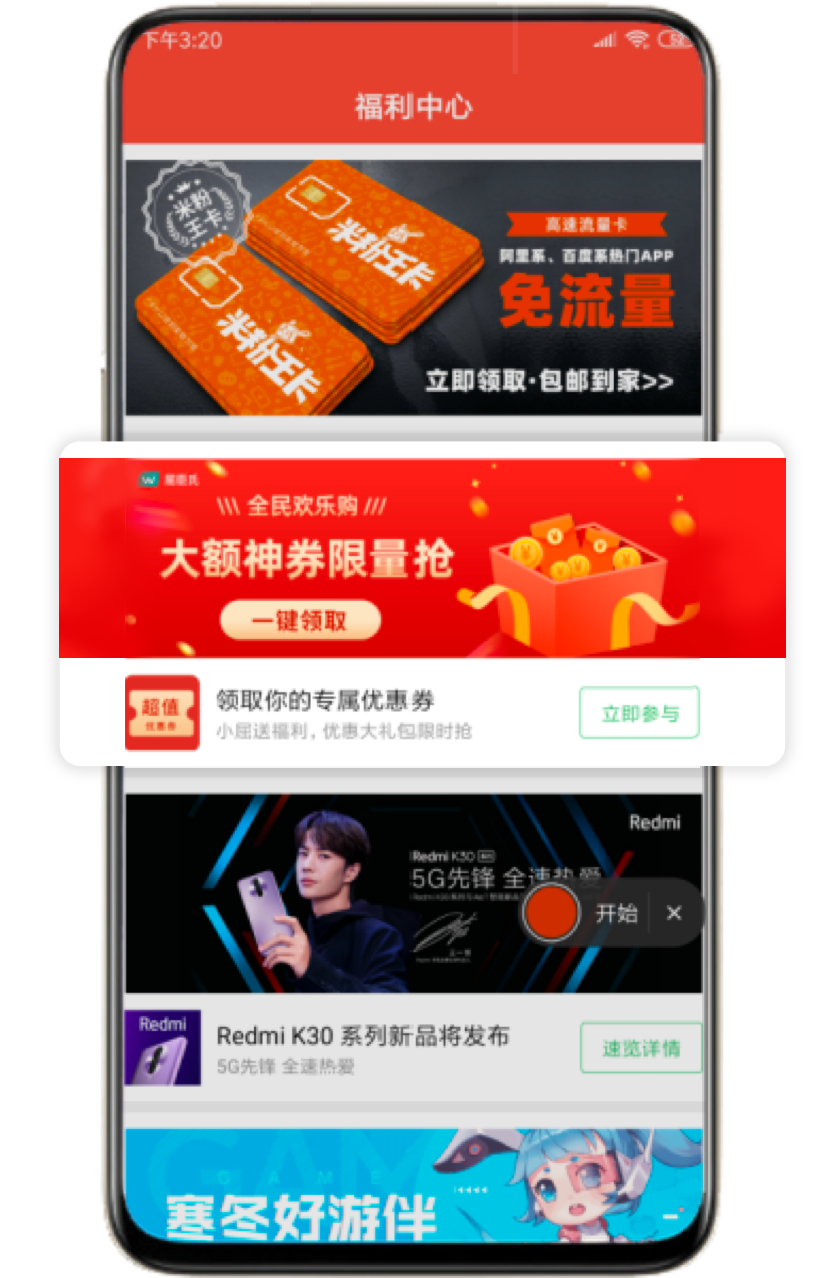 下午3:20
52
福利中心
米粉
王卡
米粉王卡
米粉王卡
高速流量卡
阿里系、百度系热门APP
免流量
立即领取·包邮到家>>
屈臣氏
\\\ 全民欢乐购 ///
大额神券限量抢
一键领取
超值
优惠券
领取你的专属优惠券
小屈送福利，优惠大礼包限时抢
立即参与
Redmi
Redmi K30
5G先锋 全速热爱
开始 ×
Redmi
Redmi K30 系列新品将发布
5G先锋 全速热爱
速览详情
GAME
寒冬好游伴